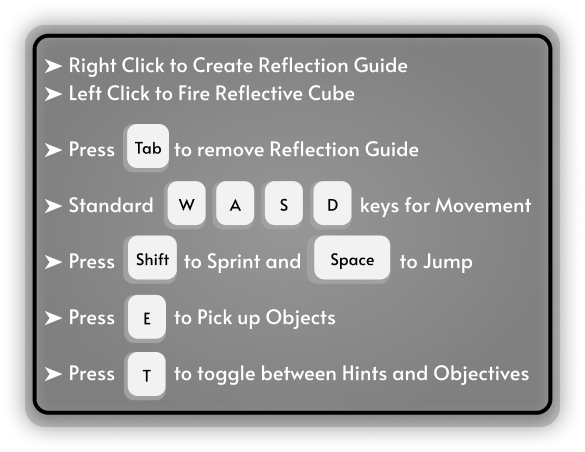 ➤ Right Click to Create Reflection Guide
➤ Left Click to Fire Reflective Cube
➤ Press Tab to remove Reflection Guide
➤ Standard W A S D keys for Movement
➤ Press Shift to Sprint and Space to Jump
➤ Press E to Pick up Objects
➤ Press T to toggle between Hints and Objectives